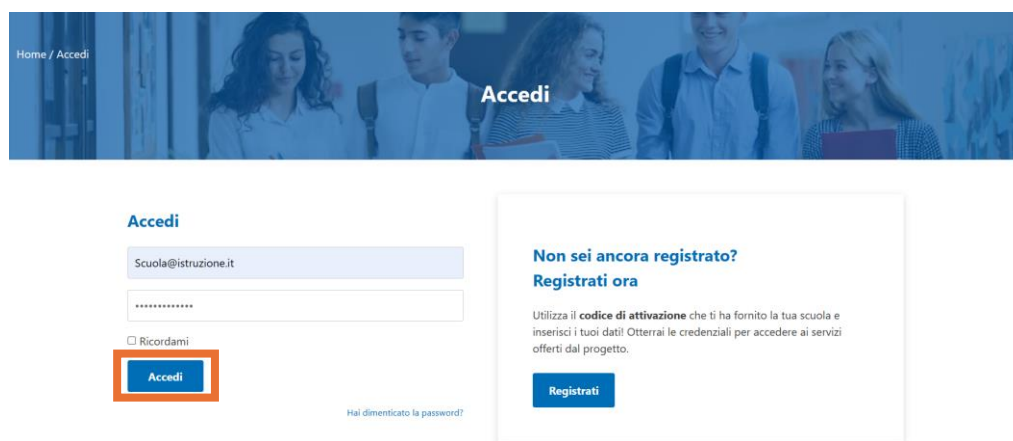 Home / Accedi
Accedi
Accedi
Scuola@istruzione.it
•••••••••••••
Ricordami
Accedi
Hai dimenticato la password?
Non sei ancora registrato?
Registrati ora
Utilizza il codice di attivazione che ti ha fornito la tua scuola e
inserisci i tuoi dati! Otterrai le credenziali per accedere ai servizi
offerti dal progetto.
Registrati